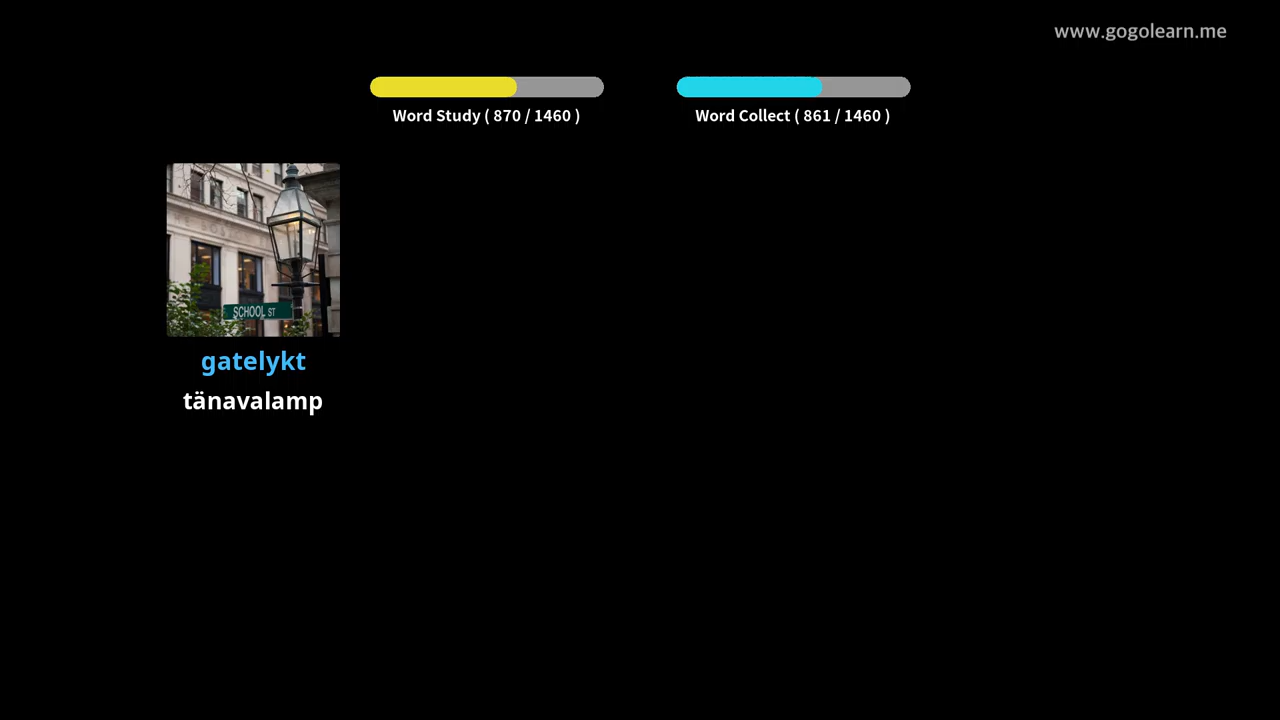 www.gogolearn.me
Word Study ( 870 / 1460 )
Word Collect ( 861 / 1460 )
SCHOOL ST
gatelykt
tänavalamp